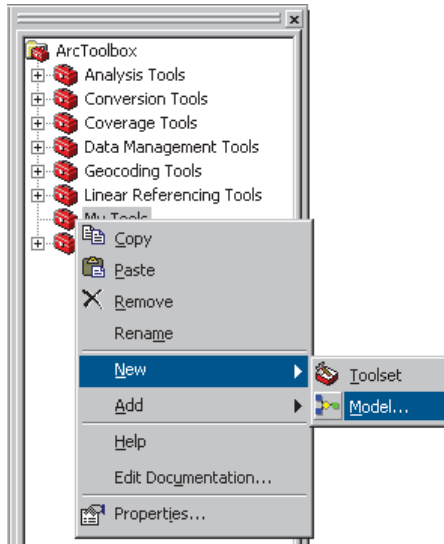 ArcToolbox
Analysis Tools
Conversion Tools
Coverage Tools
Data Management Tools
Geocoding Tools
Linear Referencing Tools
My Tools
Copy
Paste
Remove
Rename
New
Toolset
Add
Model...
Help
Edit Documentation...
Properties...